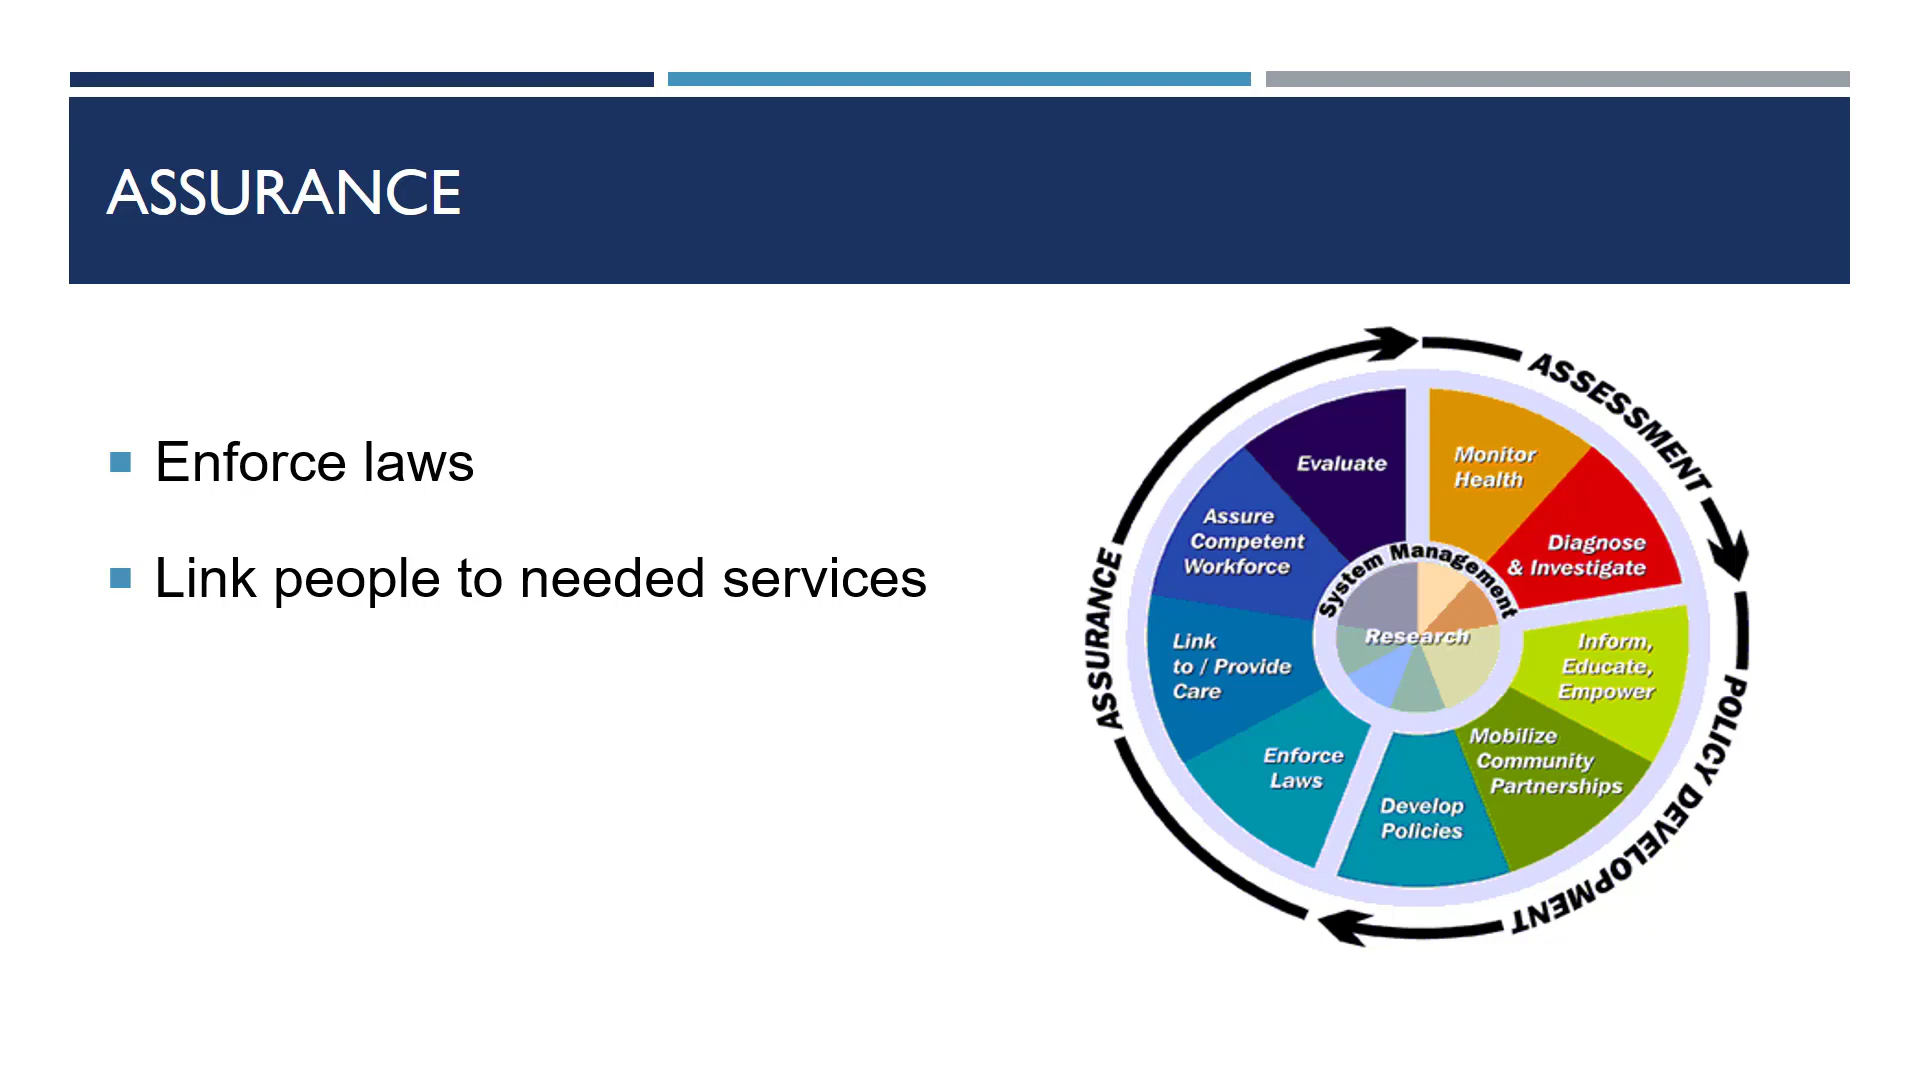 ASSURANCE
Enforce laws
Link people to needed services
ASSESSMENT
POLICY DEVELOPMENT
ASSURANCE
Evaluate
Monitor
Health
Diagnose
& Investigate
Inform,
Educate,
Empower
Mobilize
Community
Partnerships
Develop
Policies
Enforce
Laws
Link
to / Provide
Care
Assure
Competent
Workforce
System Management
Research